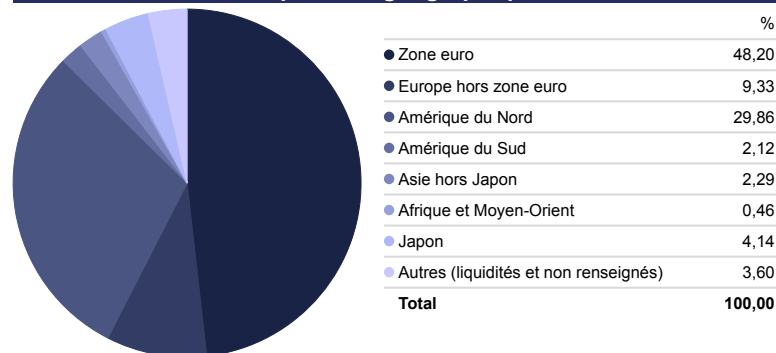 %
Zone euro 48,20
Europe hors zone euro 9,33
Amérique du Nord 29,86
Amérique du Sud 2,12
Asie hors Japon 2,29
Afrique et Moyen-Orient 0,46
Japon 4,14
Autres (liquidités et non renseignés) 3,60
Total 100,00